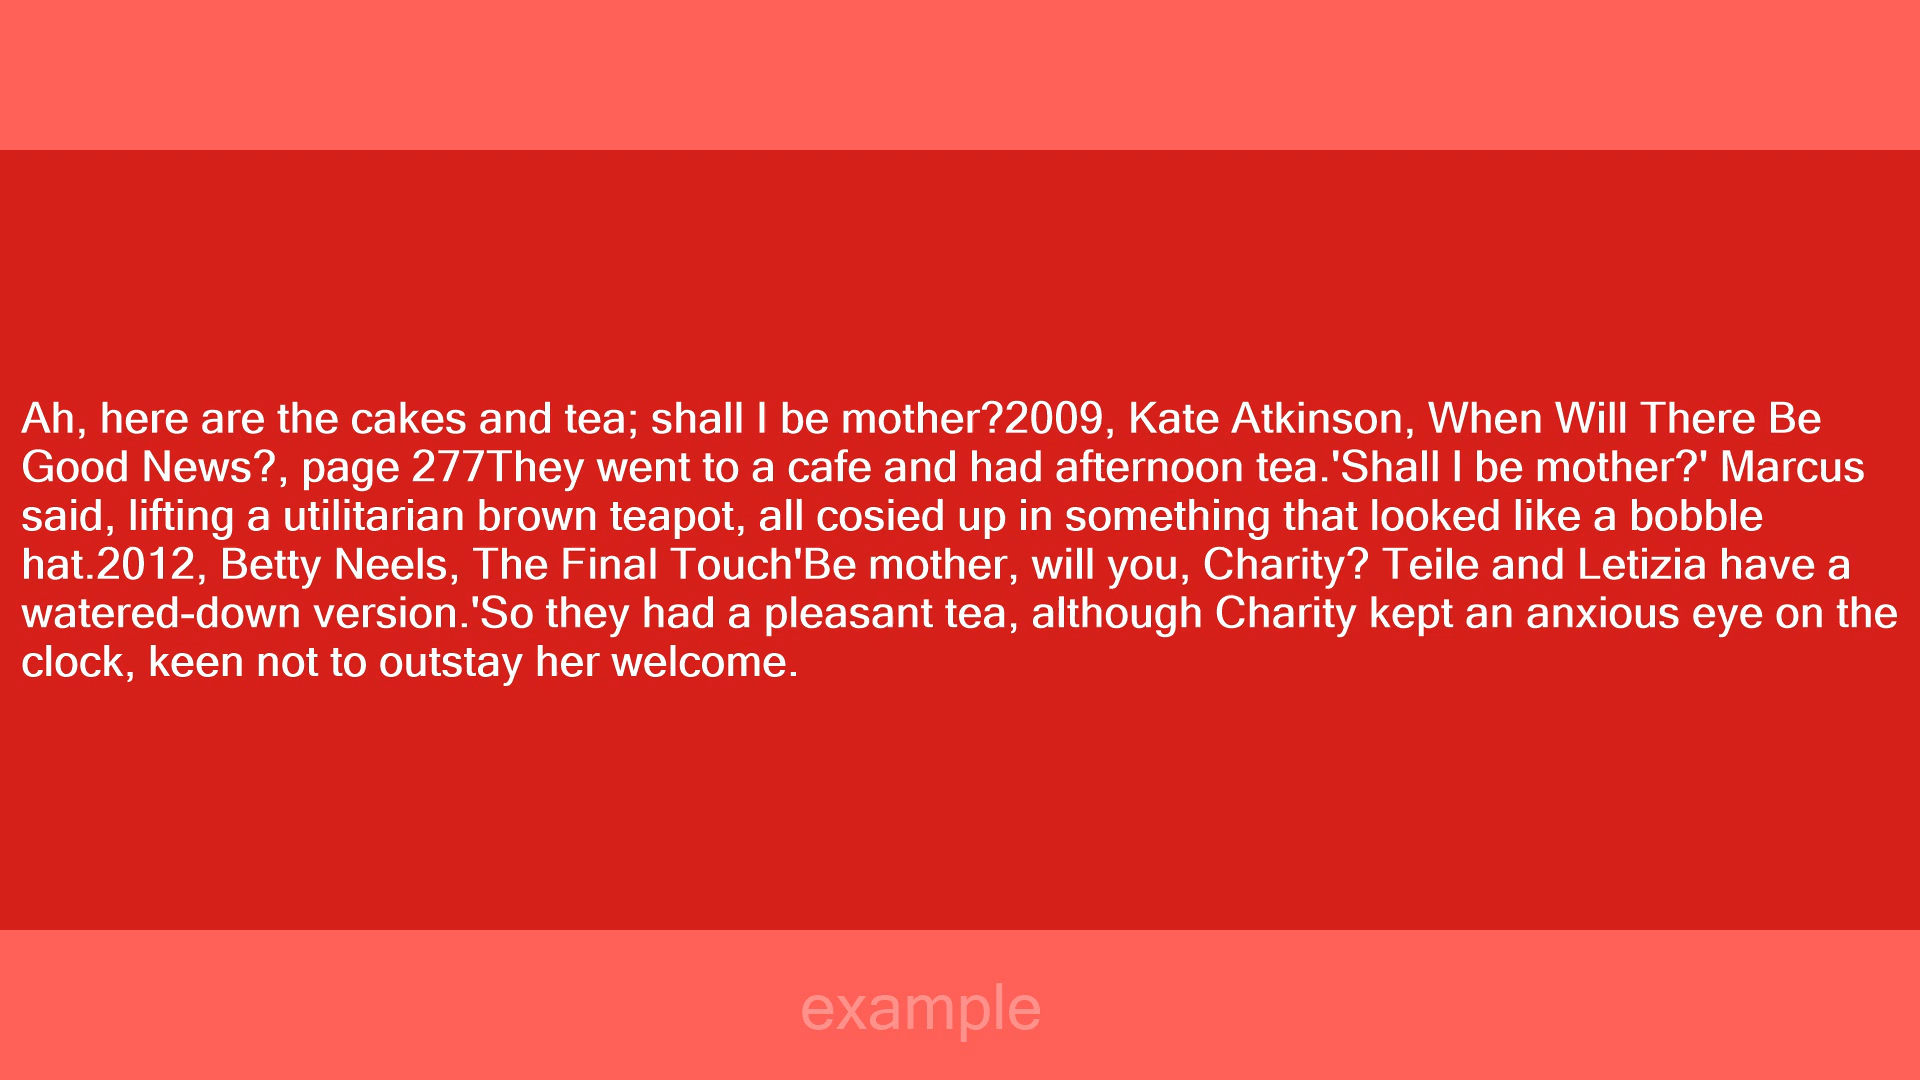 Ah, here are the cakes and tea; shall I be mother?2009, Kate Atkinson, When Will There Be
Good News?, page 277They went to a cafe and had afternoon tea.'Shall I be mother?' Marcus
said, lifting a utilitarian brown teapot, all cosied up in something that looked like a bobble
hat.2012, Betty Neels, The Final Touch'Be mother, will you, Charity? Teile and Letizia have a
watered-down version.'So they had a pleasant tea, although Charity kept an anxious eye on the
clock, keen not to outstay her welcome.
example